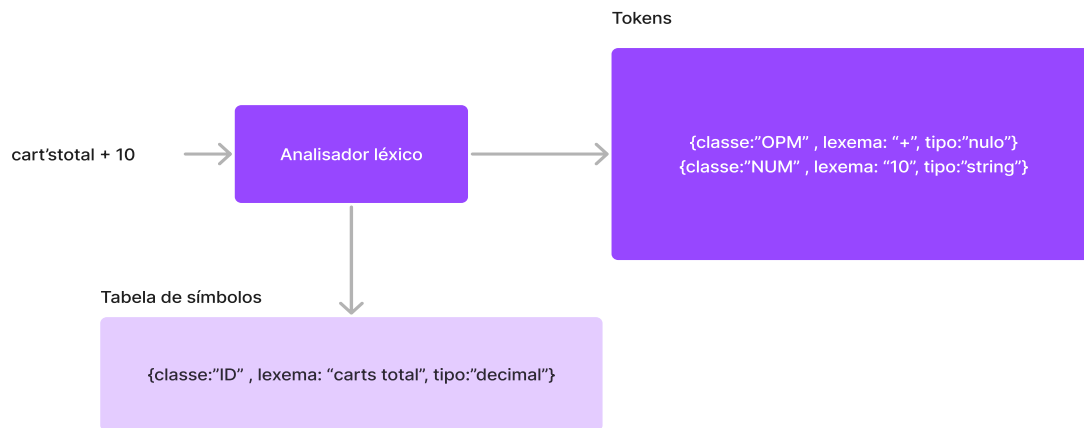 Tokens
cart’stotal + 10
Analisador léxico
{classe:”OPM” , lexema: “+”, tipo:”nulo”}
{classe:”NUM” , lexema: “10”, tipo:”string”}
Tabela de símbolos
{classe:”ID” , lexema: “carts total”, tipo:”decimal”}